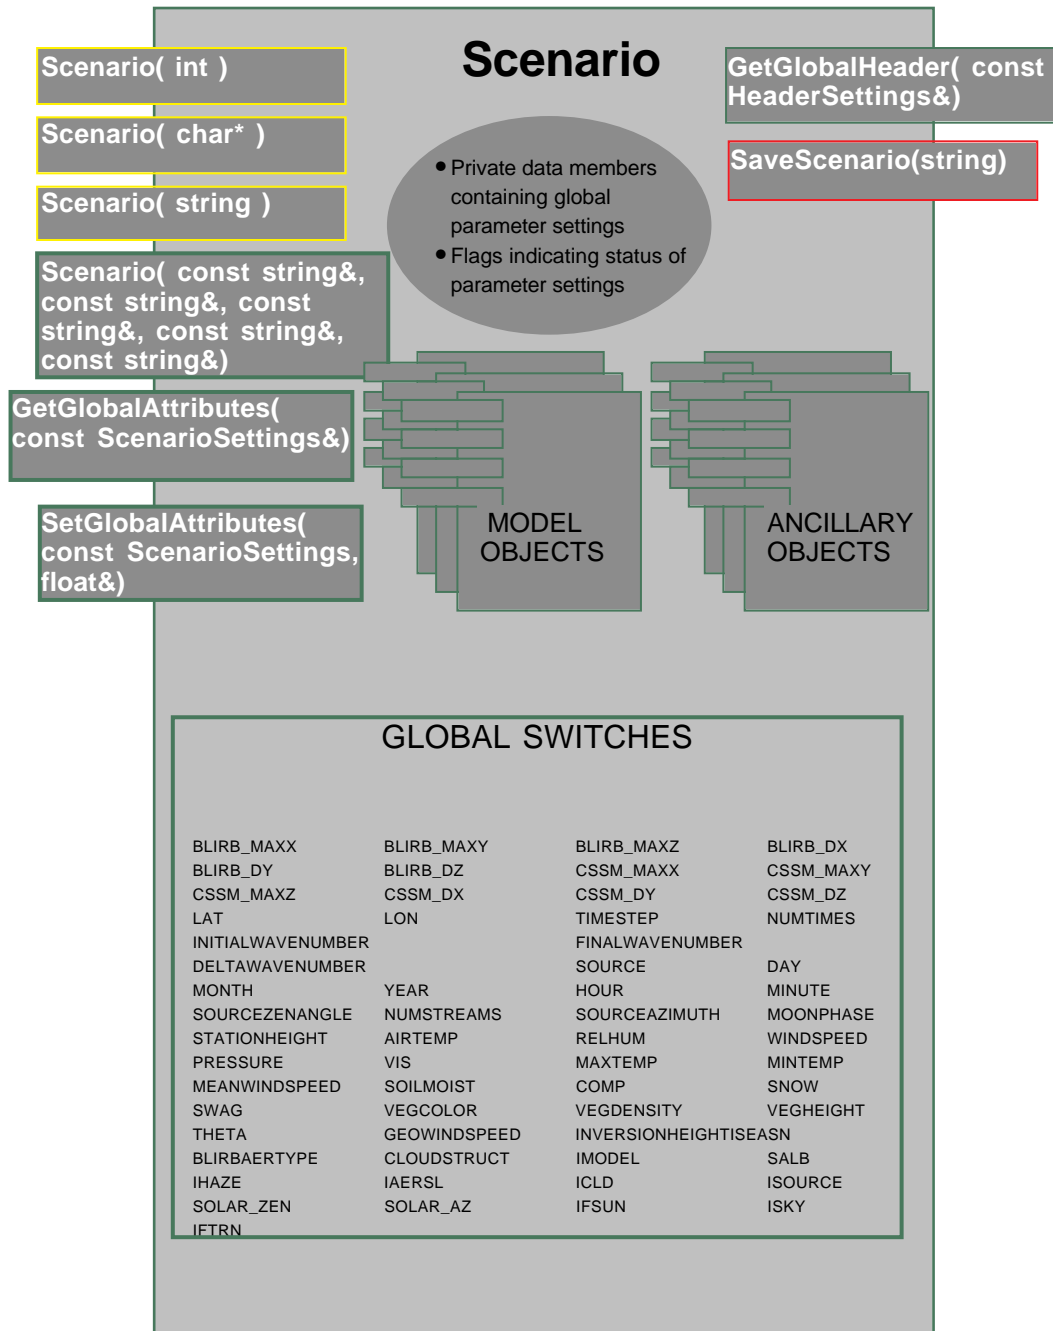 Scenario
Scenario( int )
Scenario( char* )
Scenario( string )
Scenario( const string&,
const string&, const
string&, const string&,
const string&)
GetGlobalAttributes(
const ScenarioSettings&)
SetGlobalAttributes(
const ScenarioSettings,
float&)
GetGlobalHeader( const
HeaderSettings&)
SaveScenario(string)
• Private data members
containing global
parameter settings
• Flags indicating status of
parameter settings
MODEL
OBJECTS
ANCILLARY
OBJECTS
GLOBAL SWITCHES
BLIRB_MAXX BLIRB_MAXY BLIRB_MAXZ BLIRB_DX
BLIRB_DY BLIRB_DZ CSSM_MAXX CSSM_MAXY
CSSM_MAXZ CSSM_DX CSSM_DY CSSM_DZ
LAT LON TIMESTEP NUMTIMES
INITIALWAVENUMBER FINALWAVENUMBER
DELTAWAVENUMBER SOURCE DAY
MONTH YEAR HOUR MINUTE
SOURCEZENANGLE NUMSTREAMS SOURCEAZIMUTH MOONPHASE
STATIONHEIGHT AIRTEMP RELHUM WINDSPEED
PRESSURE VIS MAXTEMP MINTEMP
MEANWINDSPEED SOILMOIST COMP SNOW
SWAG VEGCOLOR VEGDENSITY VEGHEIGHT
THETA GEOWINDSPEED INVERSIONHEIGHTISEASN
BLIRBAERTYPE CLOUDSTRUCT IMODEL SALB
IHAZE IAERSL ICLD ISOURCE
SOLAR_ZEN SOLAR_AZ IFSUN ISKY
IFTRN